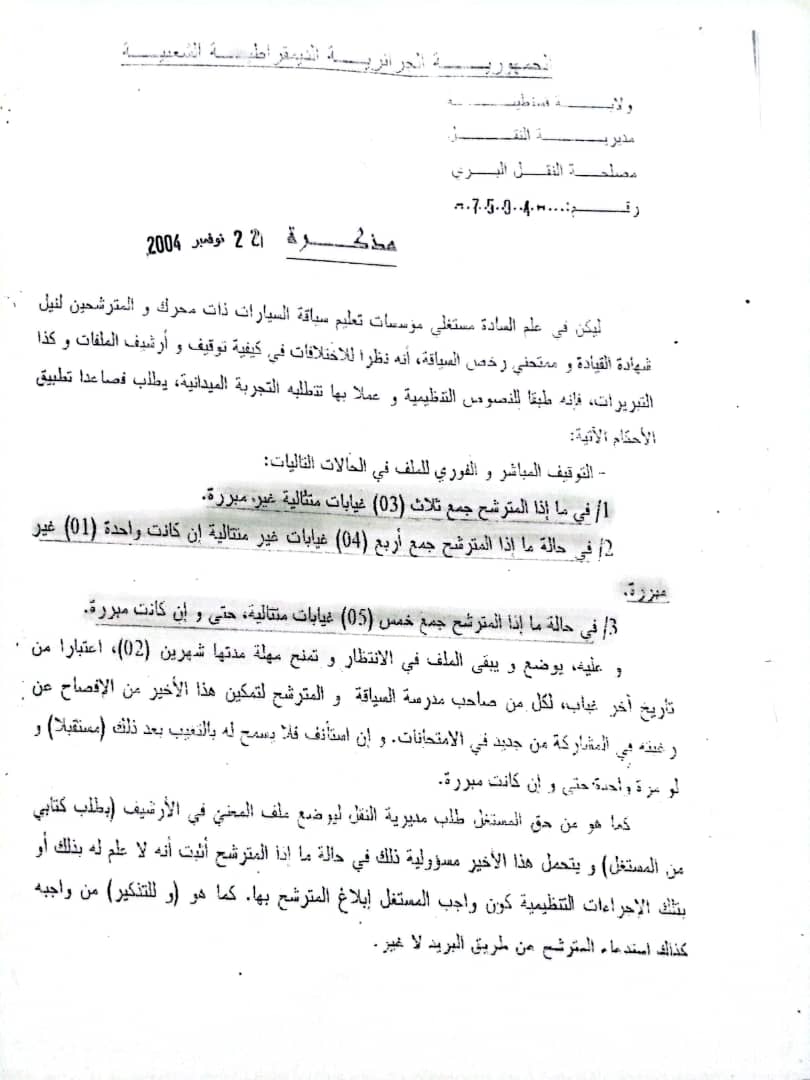 الجمهوريـــة الجزائريـــة الديمقراطيـــة الشعبيـــة
ولايـــة قسنطينـــة
مديريـــة النقـــل
مصلحـــة النقـــل البـــري
رقـــم:
مذكـــرة 22 نوفمبر 2004
ليكن في علم السادة مستغلي مؤسسات تعليم سياقة السيارات ذات محرك و المترشحين لنيل
شهادة القيادة و ممتحني رخص السياقة، أنه نظرا للاختلافات في كيفية توقيف و أرشيف الملفات و كذا
التبريرات، فإنه طبقا للنصوص التنظيمية و عملا بها تتطلبه التجربة الميدانية، يطلب فصاعدا تطبيق
الأحكام الآتية:
- التوقيف المباشر و الفوري للملف في الحالات التاليات:
1/ في ما إذا المترشح جمع ثلاث (03) غيابات متتالية غير مبررة.
2/ في حالة ما إذا المترشح جمع أربع (04) غيابات غير متتالية إن كانت واحدة (01) غير
مبررة.
3/ في حالة ما إذا المترشح جمع خمس (05) غيابات متتالية، حتى و إن كانت مبررة.
و عليه، يوضع و يبقى الملف في الانتظار و تمنح مهلة مدتها شهرين (02)، اعتبارا من
تأريخ آخر غياب، لكل من صاحب مدرسة السياقة و المترشح لتمكين هذا الأخير من الإفصاح عن
رغبته في المشاركة من جديد في الامتحانات. و إن استأنف فلا يسمح له بالتغيب بعد ذلك (مستقبلا) و
لو مرة واحدة حتى و إن كانت مبررة.
كما هو من حق المستغل طلب مديرية النقل ليوضع ملف المعني في الأرشيف (بطلب كتابي
من المستغل) و يتحمل هذا الأخير مسؤولية ذلك في حالة ما إذا المترشح أثبت أنه لا علم له بذلك أو
بتلك الإجراءات التنظيمية كون واجب المستغل إبلاغ المترشح بها. كما هو (و للتذكير) من واجبه
كذلك استدعاء المترشح عن طريق البريد لا غير.